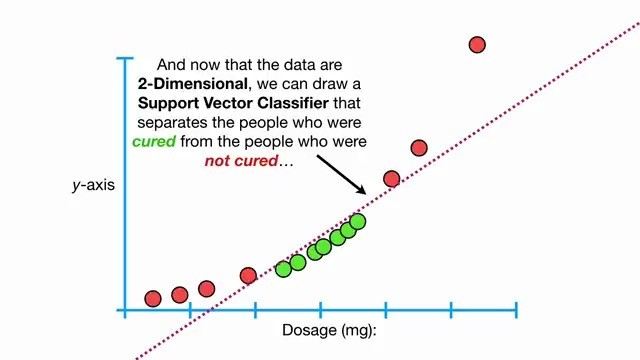 And now that the data are
2-Dimensional, we can draw a
Support Vector Classifier that
separates the people who were
cured from the people who were
not cured…
y-axis
Dosage (mg):